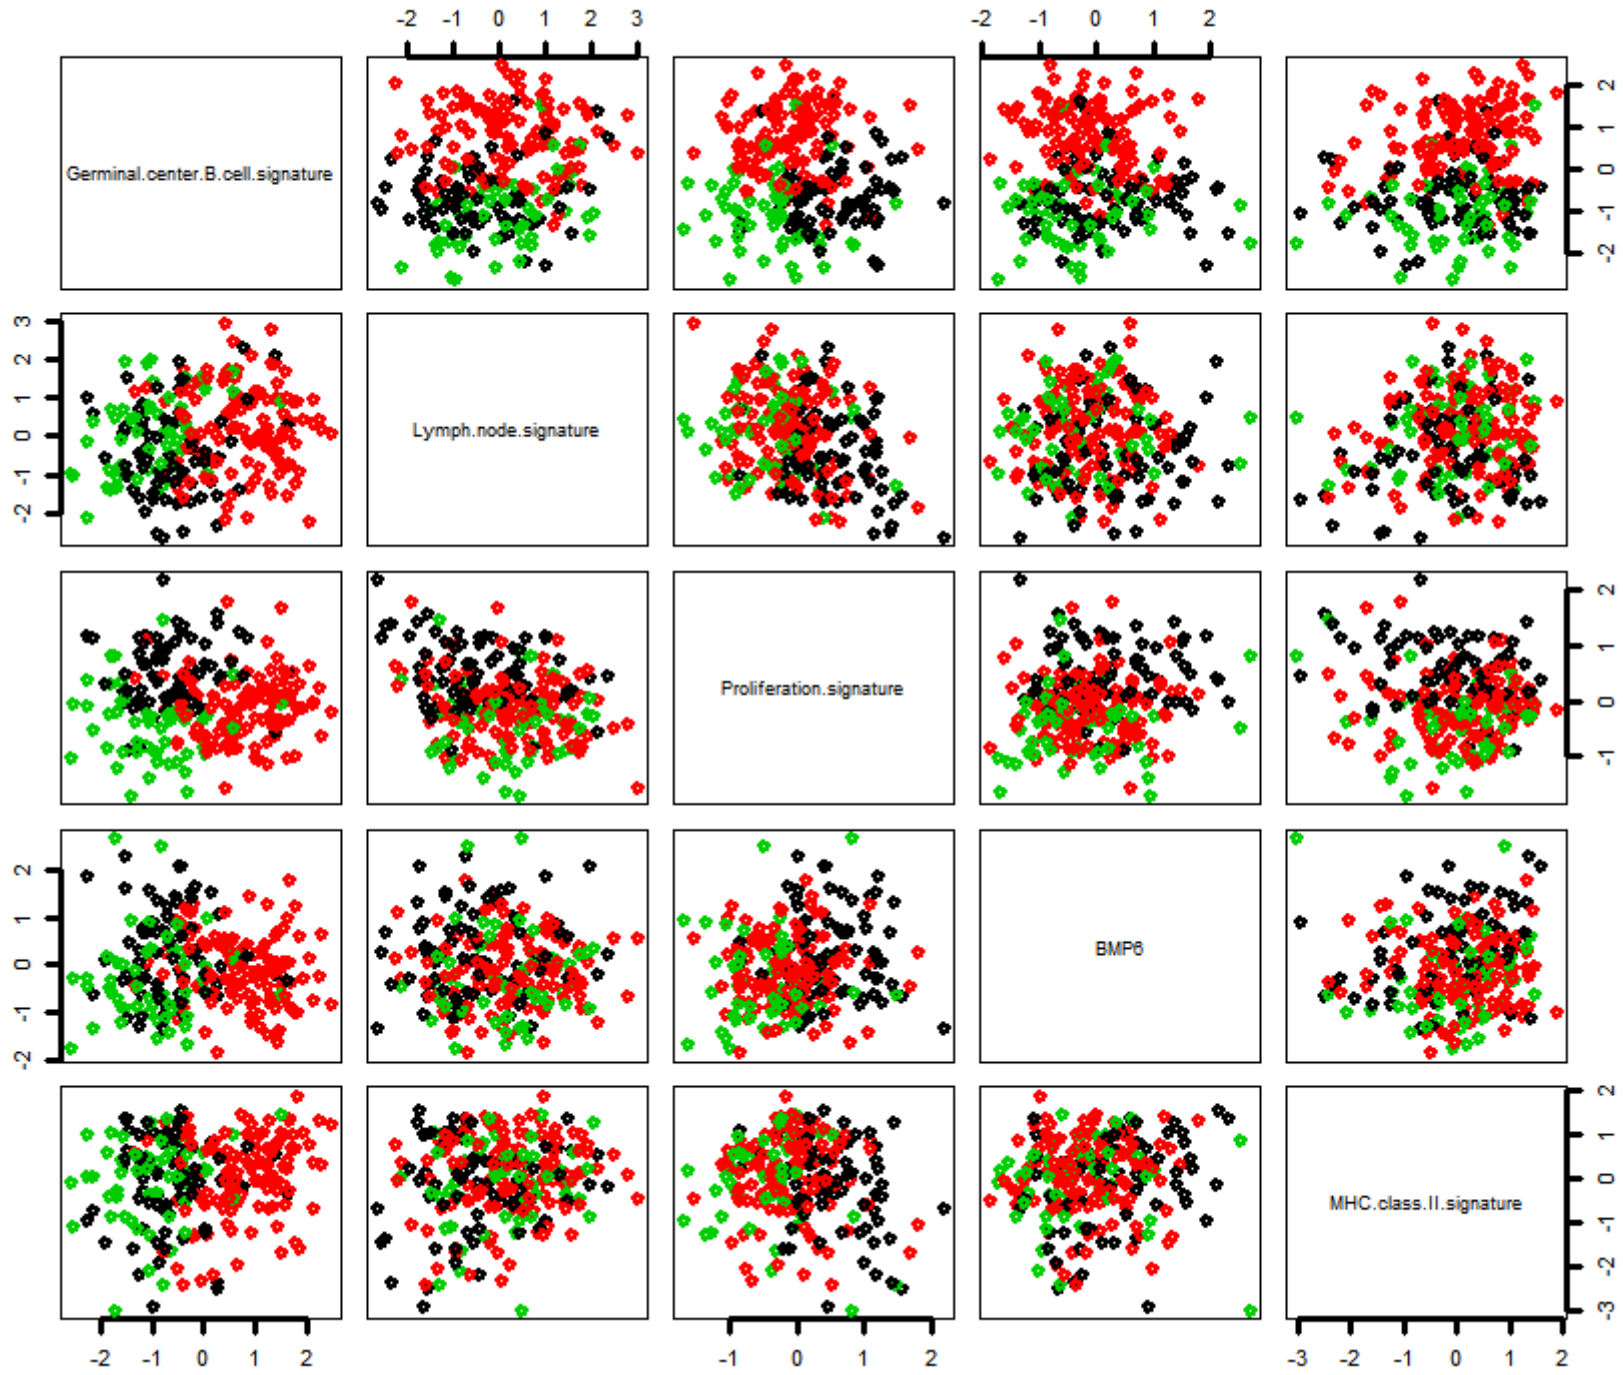 -2 -1 0 1 2 3 -2 -1 0 1 2
Germinal.center.B.cell.signature
-2 -1 0 1 2
Lymph.node.signature
-2 -1 0 1 2 3
Proliferation.signature
-1 0 1 2
BMP6
-2 -1 0 1 2
MHC.class.II.signature
-3 -2 -1 0 1 2
-2 -1 0 1 2 -1 0 1 2 -3 -2 -1 0 1 2